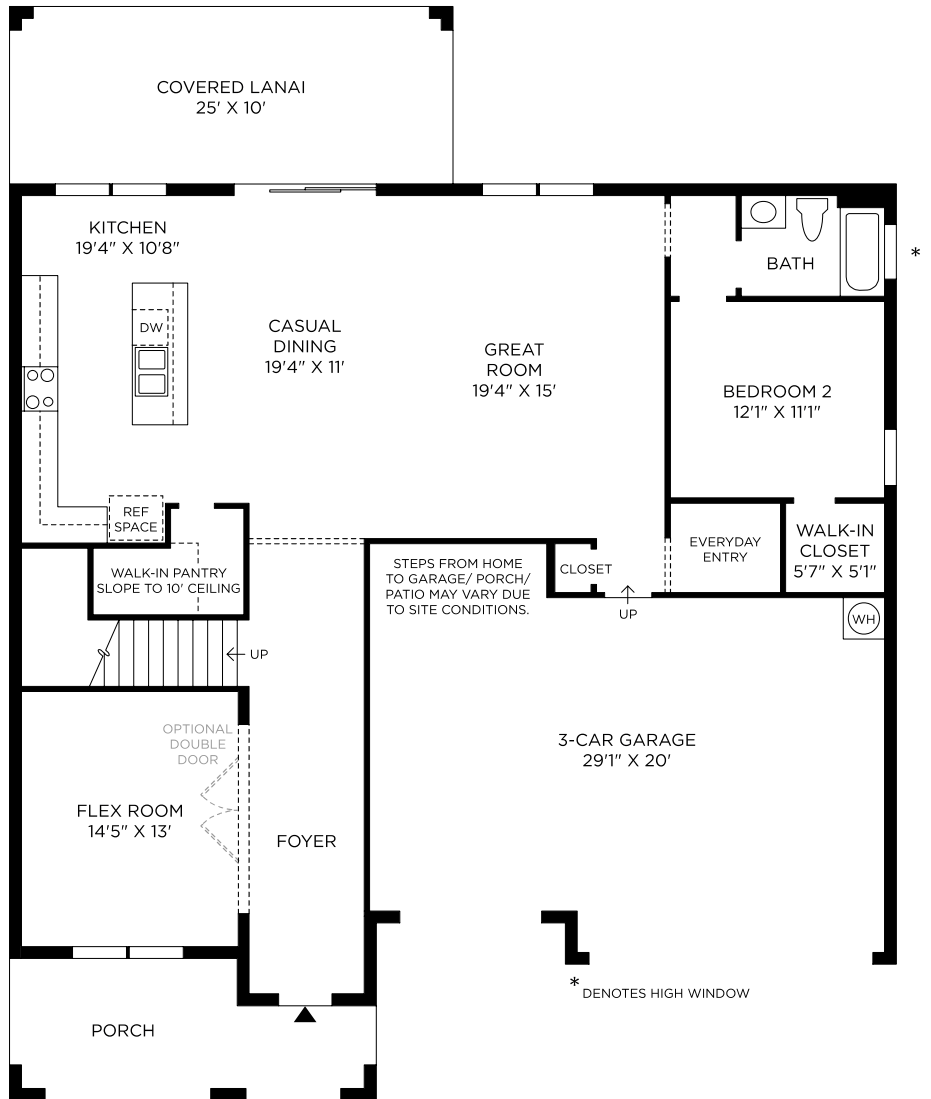 COVERED LANAI
25' X 10'
KITCHEN
19'4" X 10'8"
BATH
*
DW
CASUAL
DINING
19'4" X 11'
GREAT
ROOM
19'4" X 15'
BEDROOM 2
12'1" X 11'1"
REF
SPACE
WALK-IN PANTRY
SLOPE TO 10' CEILING
STEPS FROM HOME
TO GARAGE/ PORCH/
PATIO MAY VARY DUE
TO SITE CONDITIONS.
CLOSET
UP
EVERYDAY
ENTRY
WALK-IN
CLOSET
5'7" X 5'1"
WH
UP
OPTIONAL
DOUBLE
DOOR
3-CAR GARAGE
29'1" X 20'
FLEX ROOM
14'5" X 13'
FOYER
* DENOTES HIGH WINDOW
PORCH